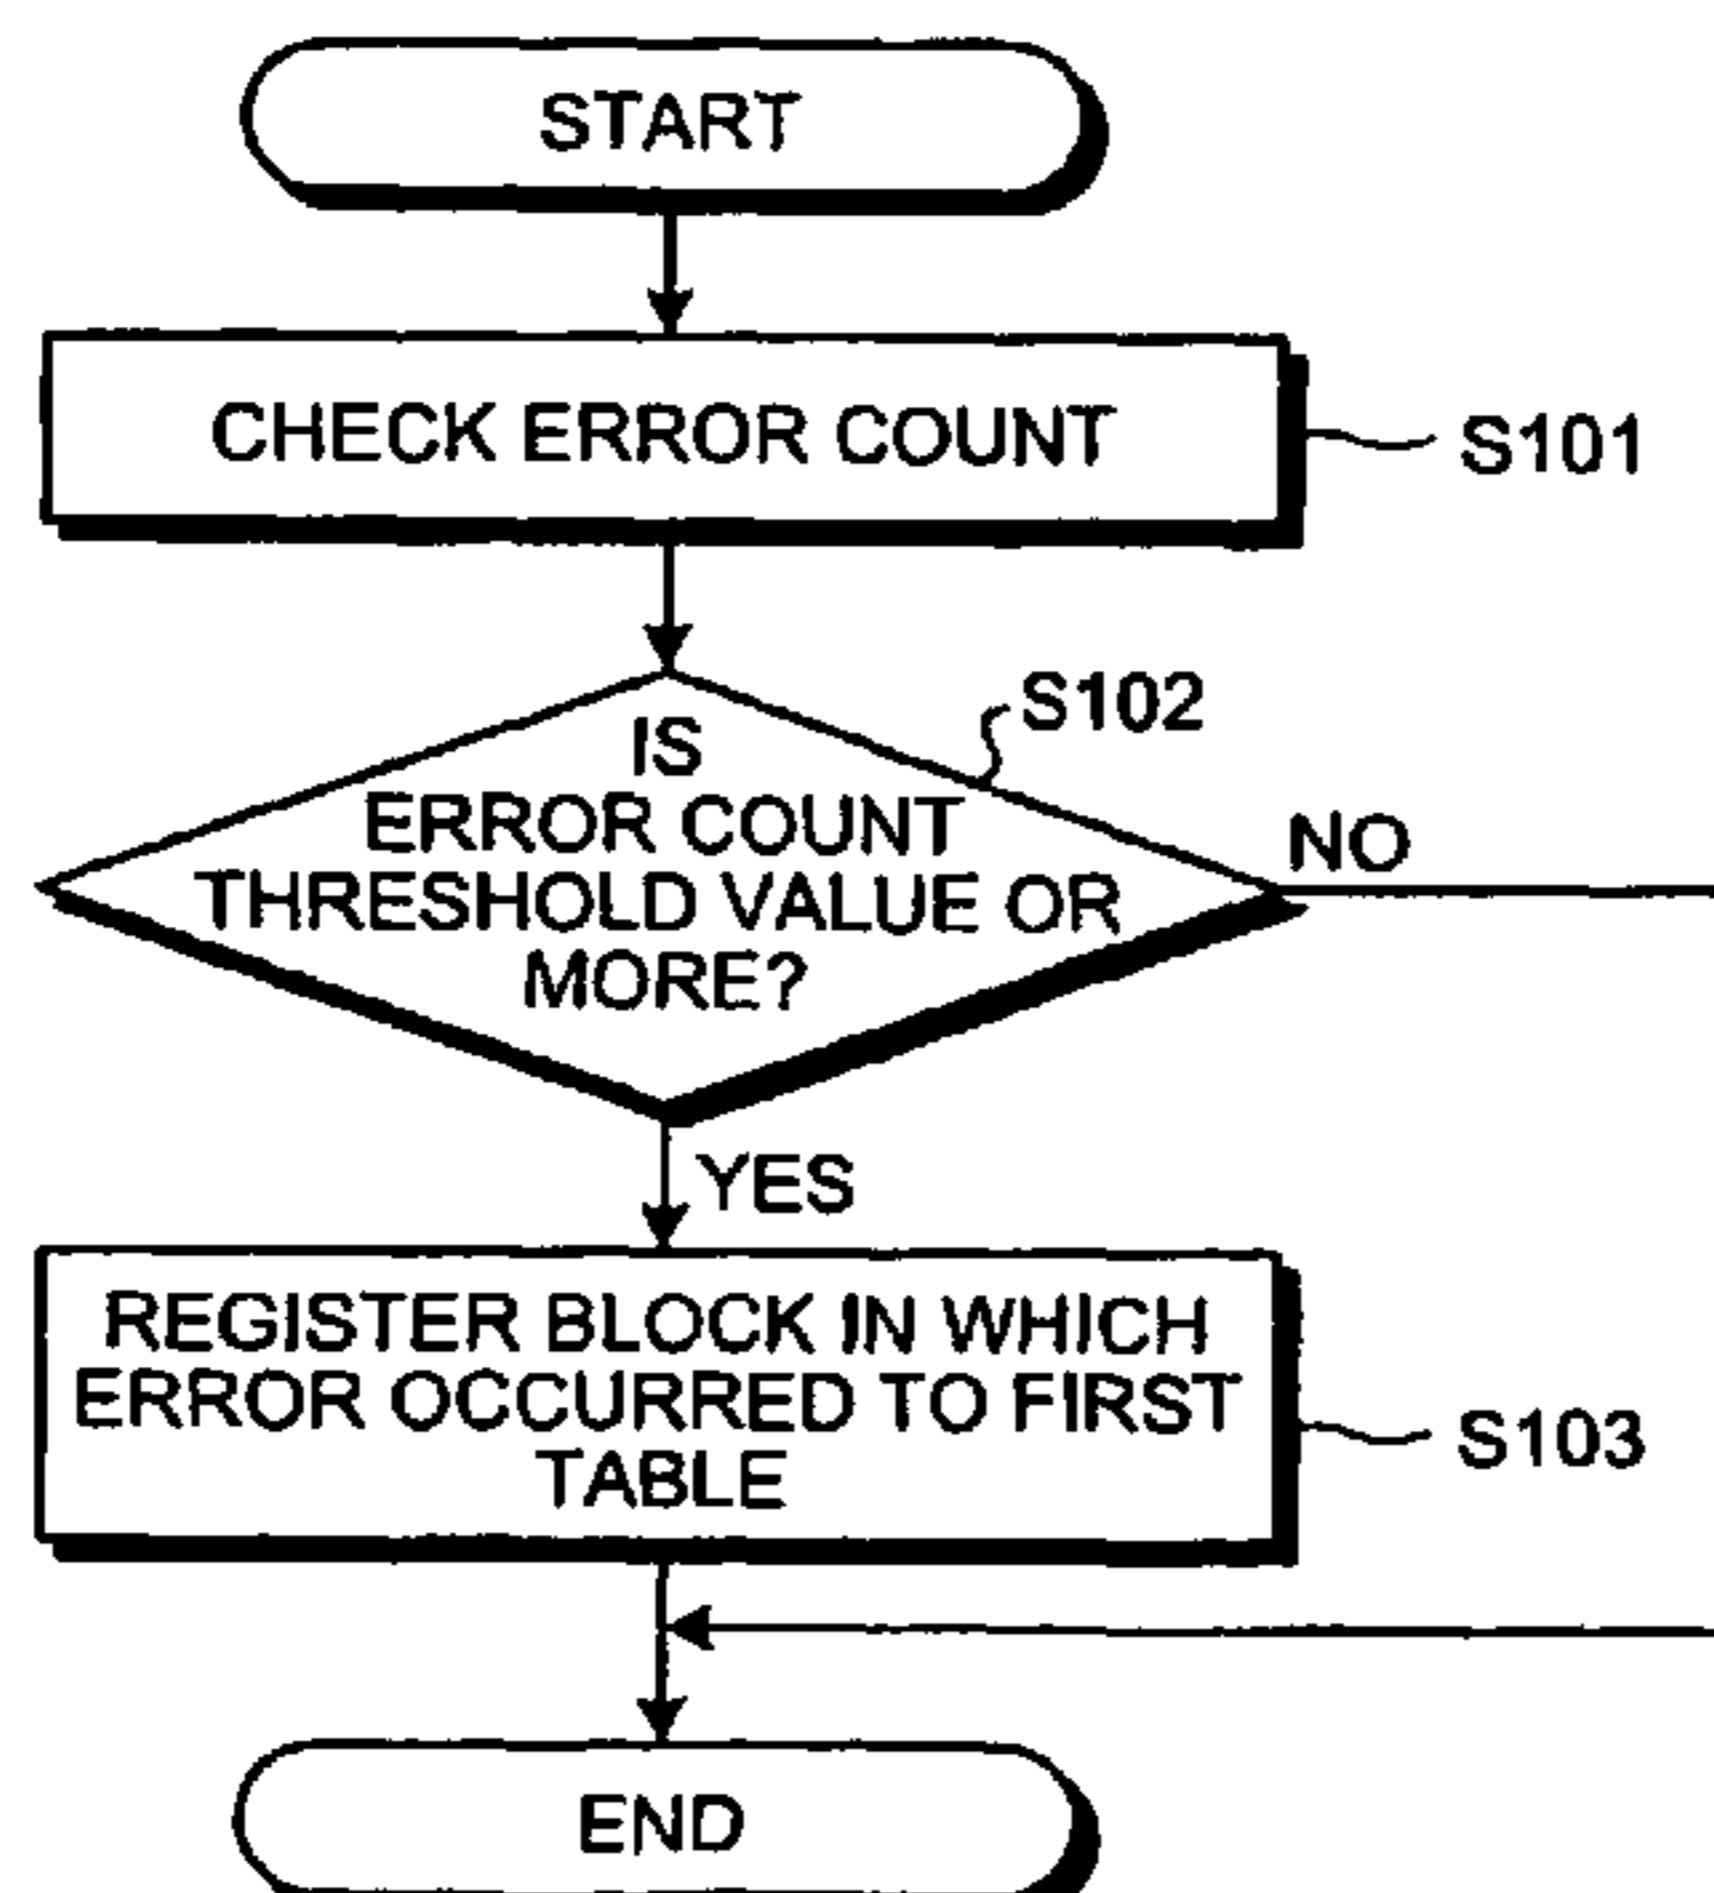 START
CHECK ERROR COUNT
S101
S102
IS
ERROR COUNT
THRESHOLD VALUE OR
MORE?
NO
YES
REGISTER BLOCK IN WHICH
ERROR OCCURRED TO FIRST
TABLE
S103
END